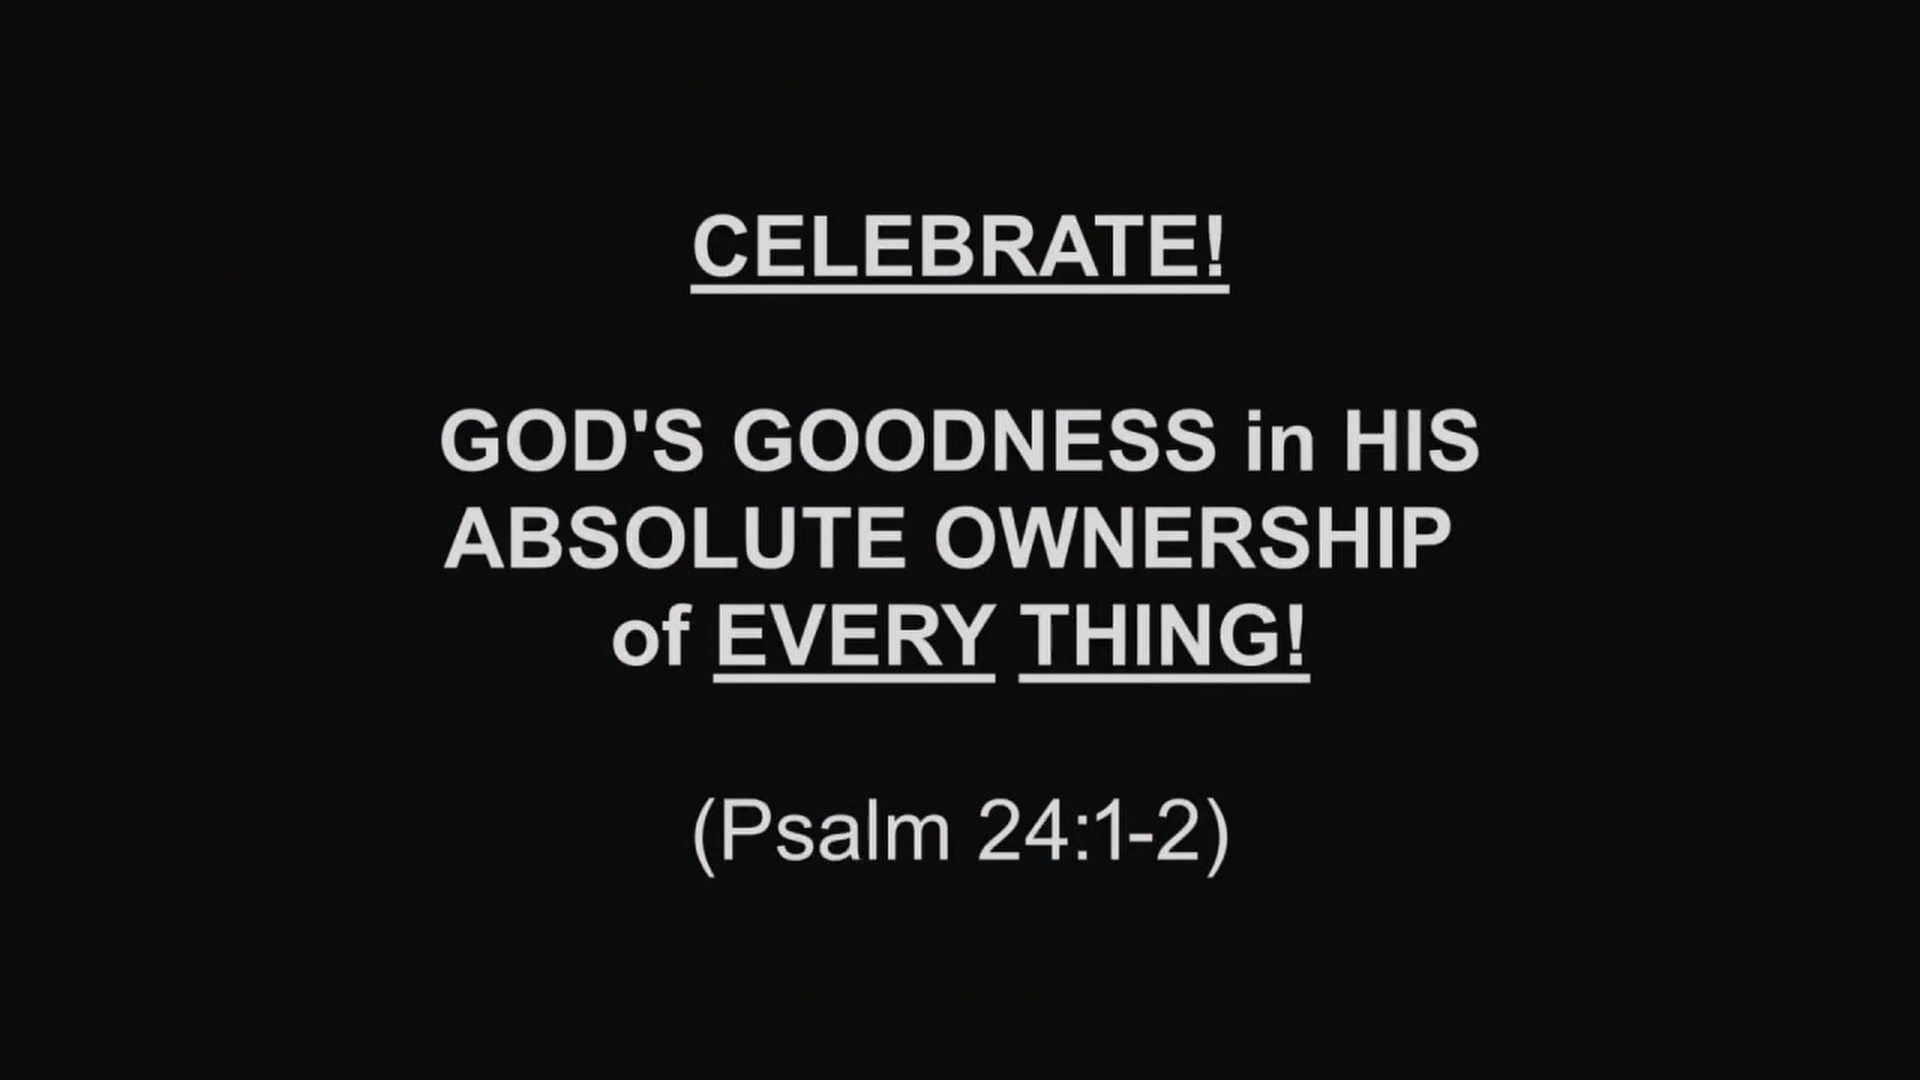 CELEBRATE!
GOD'S GOODNESS in HIS
ABSOLUTE OWNERSHIP
of EVERY THING!
(Psalm 24:1-2)